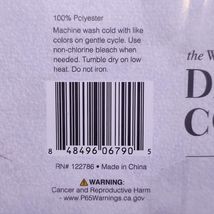 100% Polyester
Machine wash cold with like
colors on gentle cycle. Use
non-chlorine bleach when
needed. Tumble dry on low
heat. Do not iron.
the W
D
CO
8 48496 06790 5
RN# 122786 • Made in China
⚠ WARNING:
Cancer and Reproductive Harm
- www.P65Warnings.ca.gov